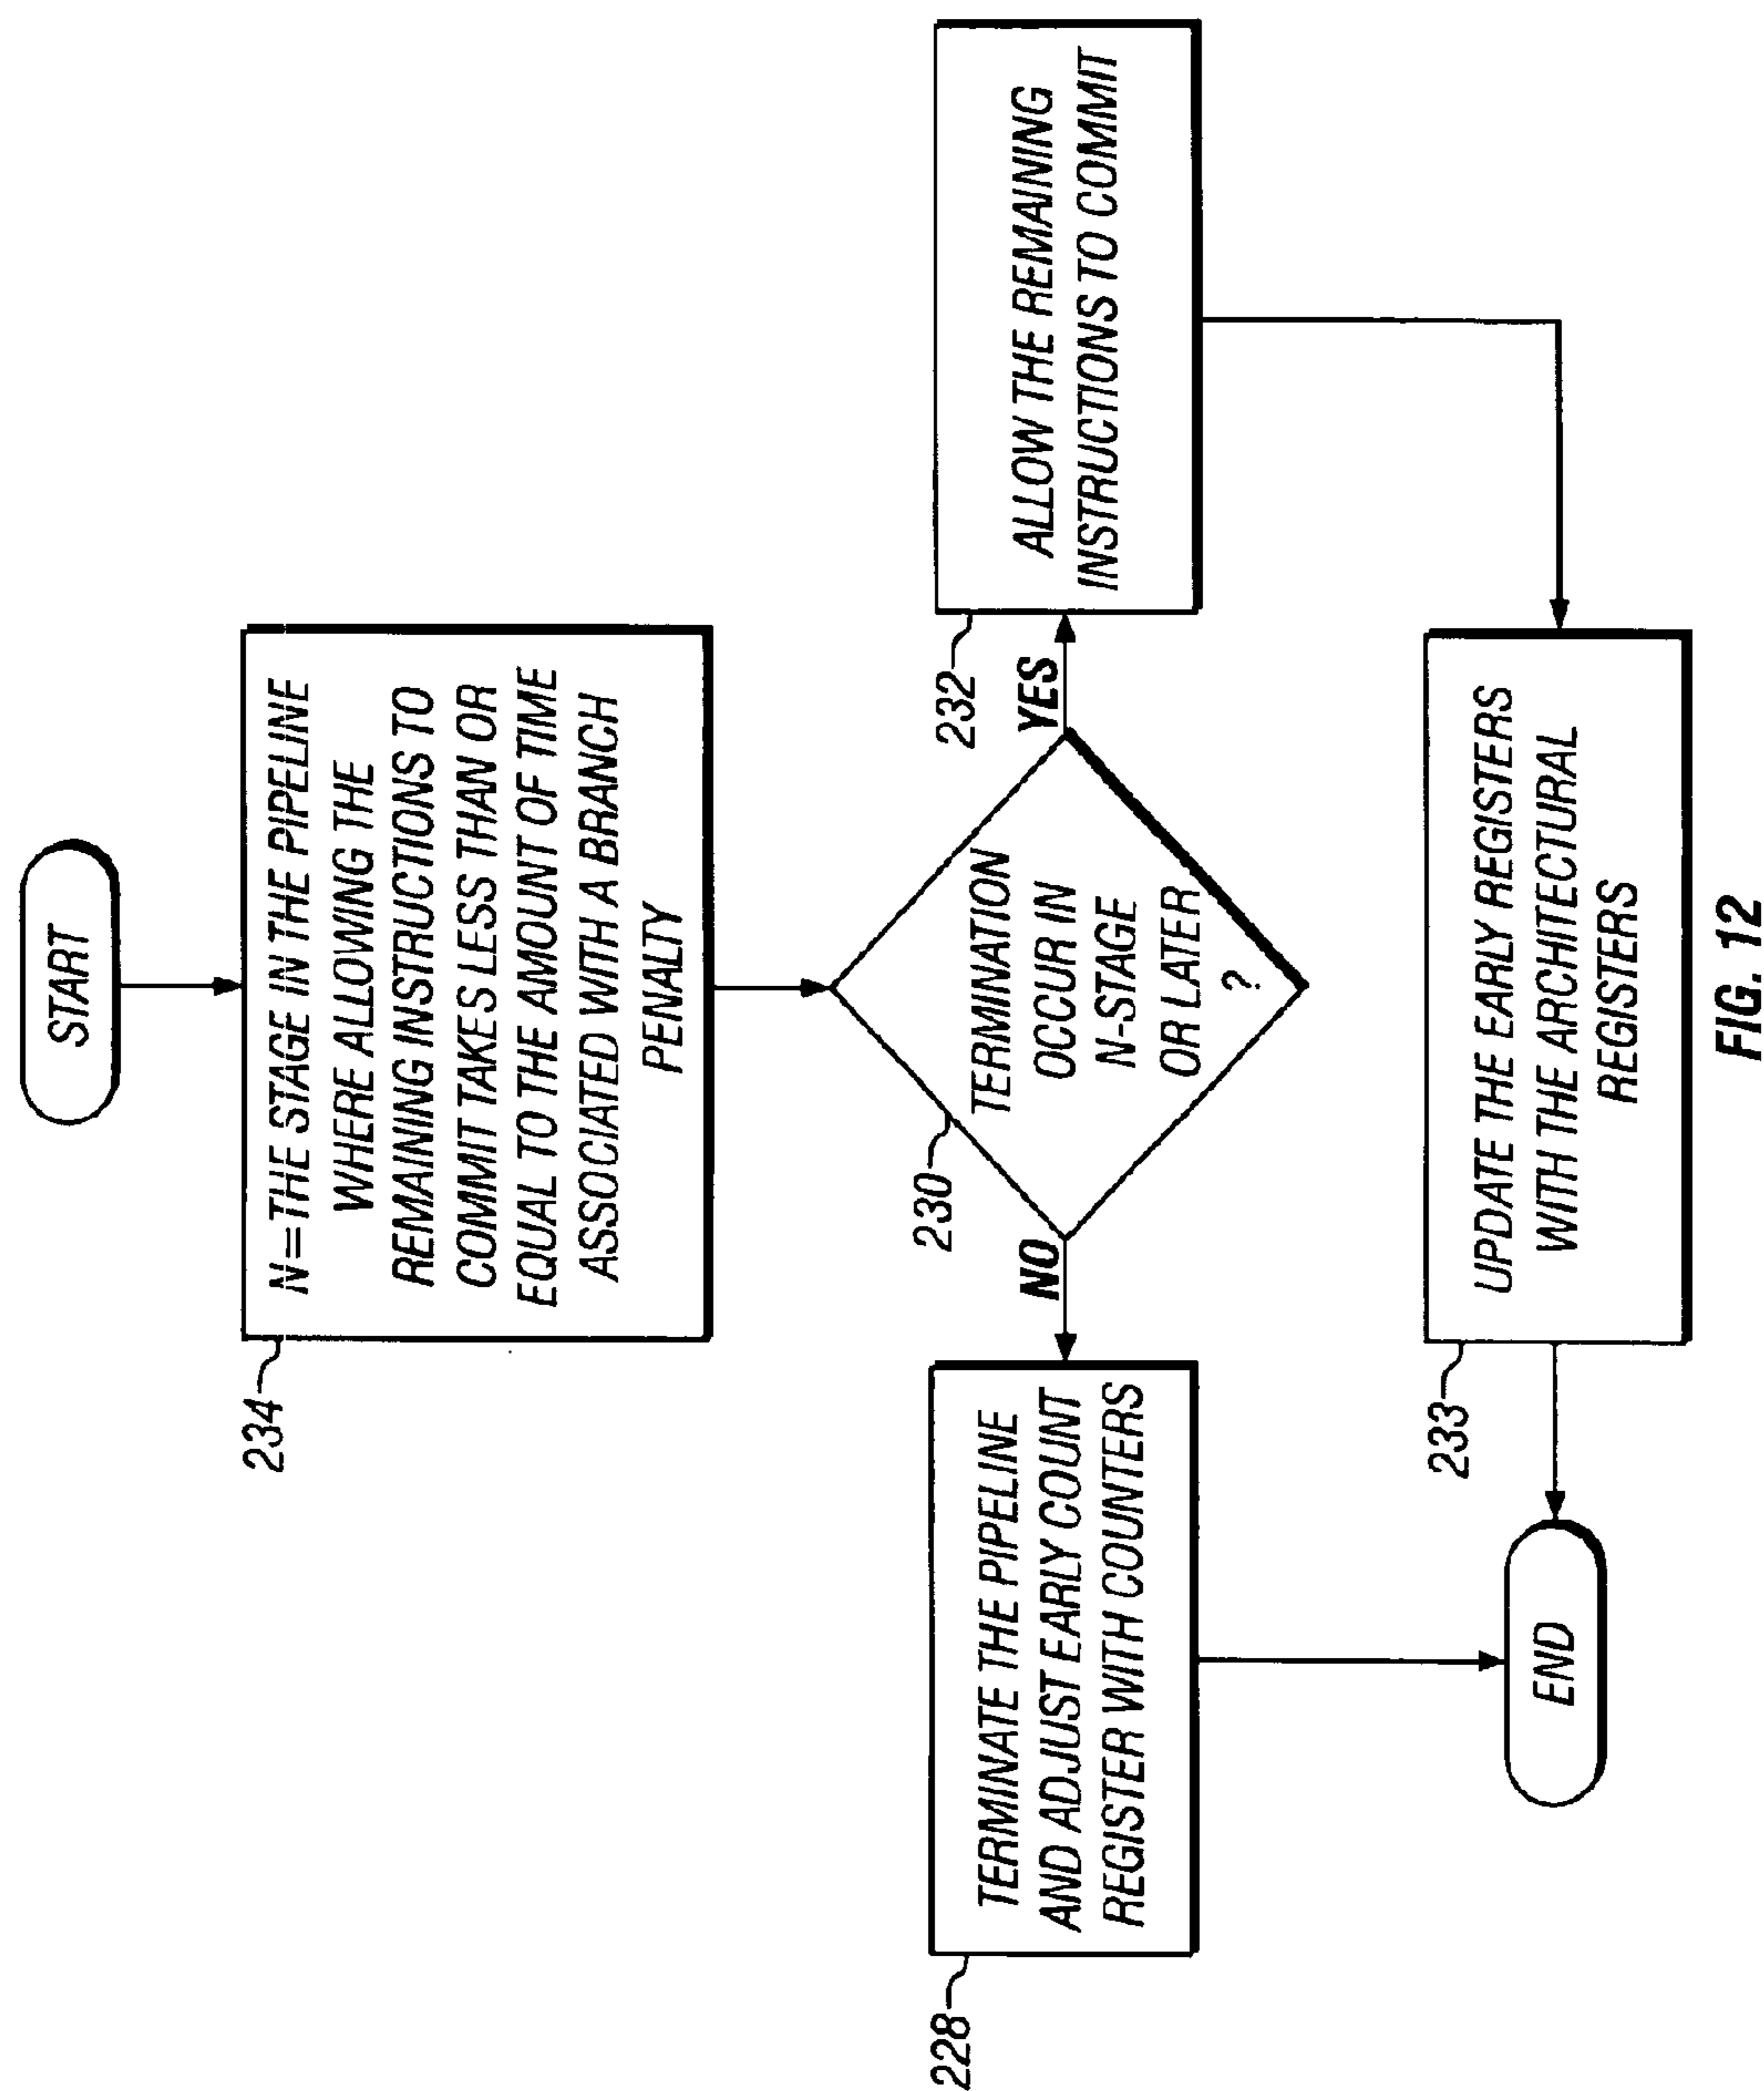 START
234
N=THE STAGE IN THE PIPELINE
WHERE ALLOWING THE
REMAINING INSTRUCTIONS TO
COMMIT TAKES LESS THAN OR
EQUAL TO THE AMOUNT OF TIME
ASSOCIATED WITH A BRANCH
PENALTY
230
TERMINATION
OCCUR IN
N-STAGE
OR LATER
?
NO
YES
228
TERMINATE THE PIPELINE
AND ADJUST EARLY COUNT
REGISTER WITH COUNTERS
232
ALLOW THE REMAINING
INSTRUCTIONS TO COMMIT
233
UPDATE THE EARLY REGISTERS
WITH THE ARCHITECTURAL
REGISTERS
END
FIG. 12